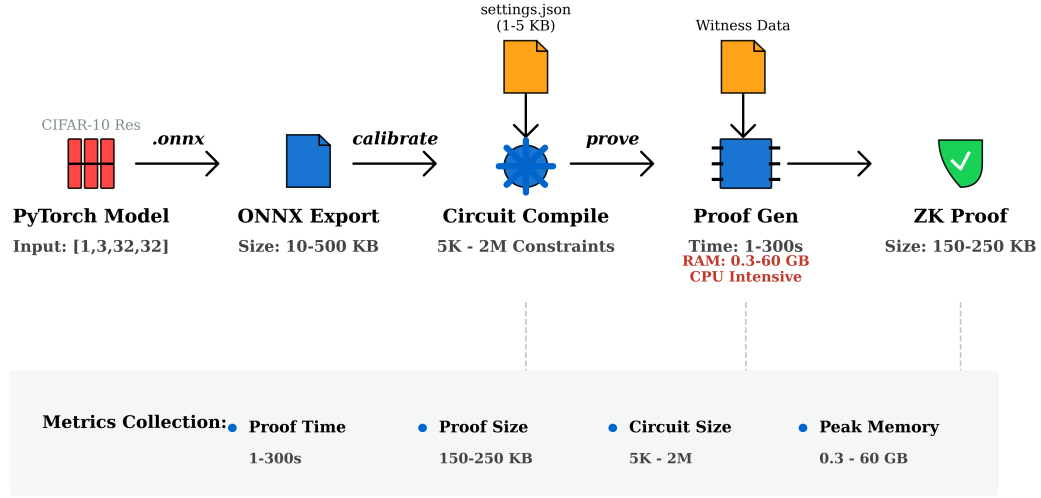 settings.json
(1-5 KB)
Witness Data
CIFAR-10 Res
.onnx
calibrate
prove
PyTorch Model
ONNX Export
Circuit Compile
Proof Gen
ZK Proof
Input: [1,3,32,32]
Size: 10-500 KB
5K - 2M Constraints
Time: 1-300s
RAM: 0.3-60 GB
CPU Intensive
Size: 150-250 KB
Metrics Collection:
Proof Time
Proof Size
Circuit Size
Peak Memory
1-300s
150-250 KB
5K - 2M
0.3 - 60 GB